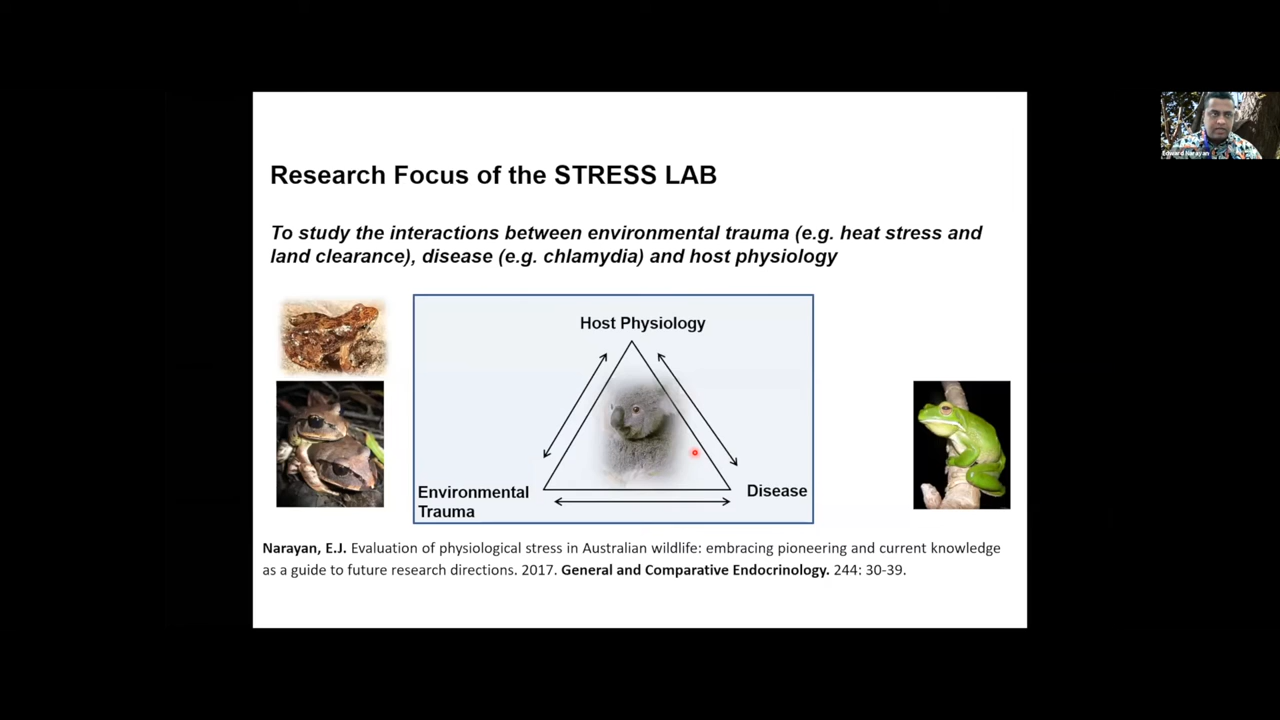 Research Focus of the STRESS LAB
To study the interactions between environmental trauma (e.g. heat stress and
land clearance), disease (e.g. chlamydia) and host physiology
Host Physiology
Environmental
Trauma
Disease
Narayan, E.J. Evaluation of physiological stress in Australian wildlife: embracing pioneering and current knowledge
as a guide to future research directions. 2017. General and Comparative Endocrinology. 244: 30-39.
Edward Narayan